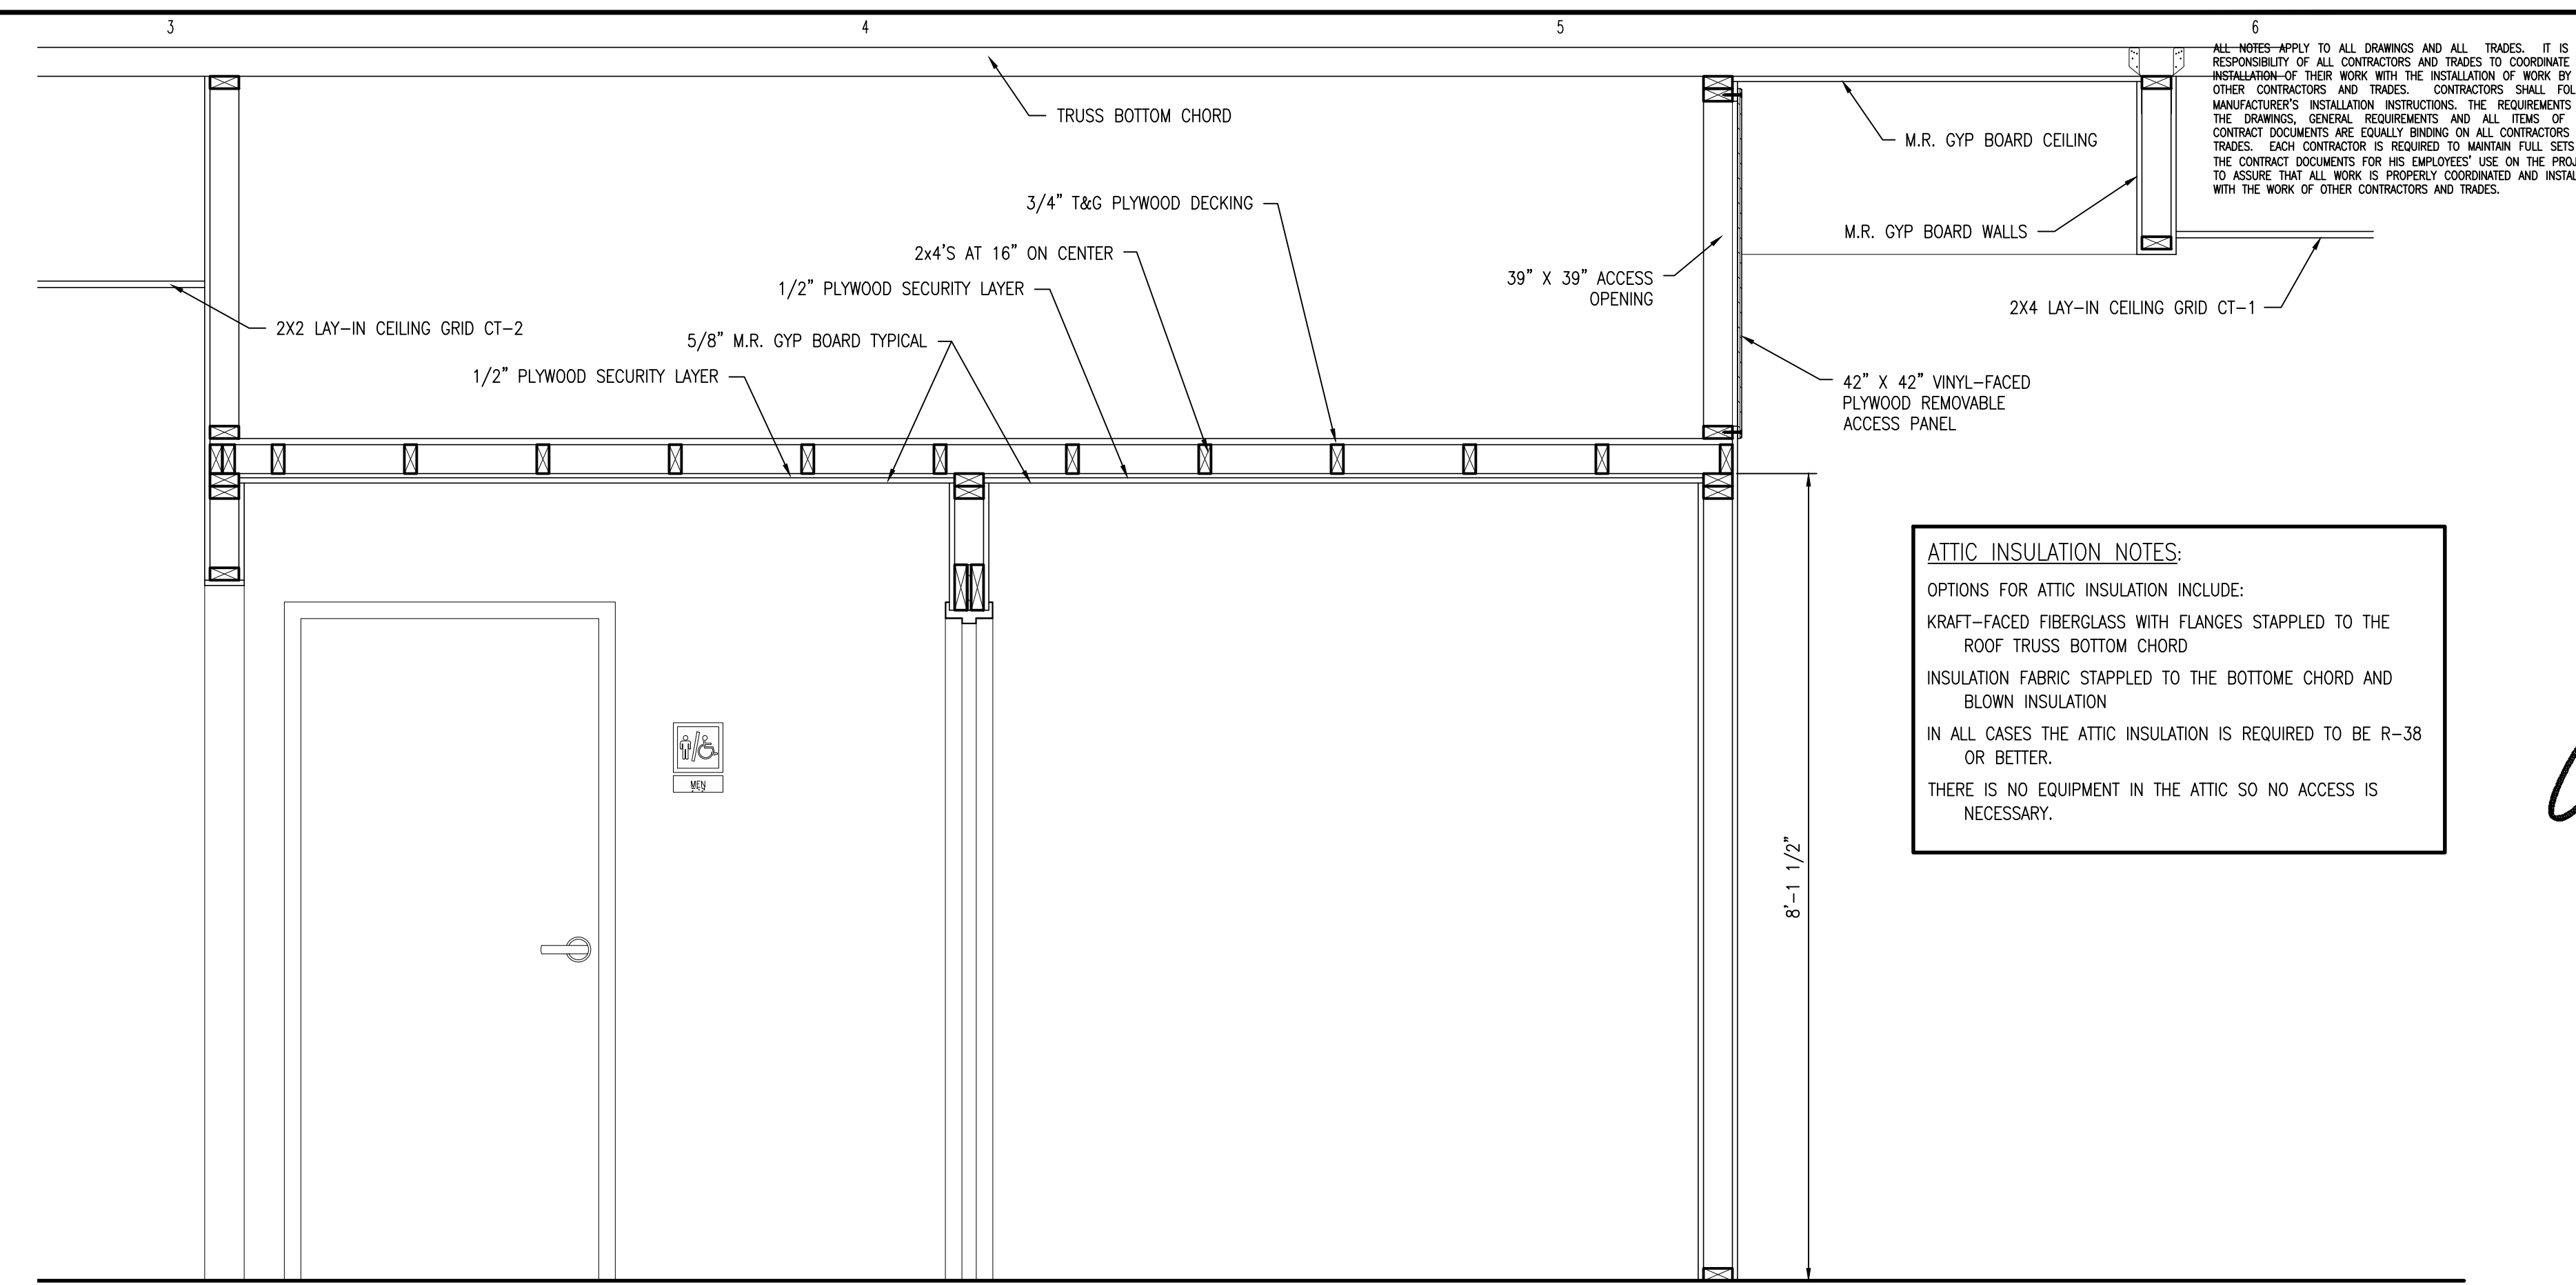 3
4
5
6
ALL NOTES APPLY TO ALL DRAWINGS AND ALL TRADES. IT IS
RESPONSIBILITY OF ALL CONTRACTORS AND TRADES TO COORDINATE
INSTALLATION OF THEIR WORK WITH THE INSTALLATION OF WORK BY
OTHER CONTRACTORS AND TRADES. CONTRACTORS SHALL FOL
MANUFACTURER'S INSTALLATION INSTRUCTIONS. THE REQUIREMENTS
THE DRAWINGS, GENERAL REQUIREMENTS AND ALL ITEMS OF
CONTRACT DOCUMENTS ARE EQUALLY BINDING ON ALL CONTRACTORS
TRADES. EACH CONTRACTOR IS REQUIRED TO MAINTAIN FULL SETS
THE CONTRACT DOCUMENTS FOR HIS EMPLOYEES' USE ON THE PROJ
TO ASSURE THAT ALL WORK IS PROPERLY COORDINATED AND INSTAL
WITH THE WORK OF OTHER CONTRACTORS AND TRADES.
TRUSS BOTTOM CHORD
M.R. GYP BOARD CEILING
3/4" T&G PLYWOOD DECKING
M.R. GYP BOARD WALLS
2x4'S AT 16" ON CENTER
39" X 39" ACCESS
OPENING
1/2" PLYWOOD SECURITY LAYER
2X4 LAY-IN CEILING GRID CT-1
2X2 LAY-IN CEILING GRID CT-2
5/8" M.R. GYP BOARD TYPICAL
1/2" PLYWOOD SECURITY LAYER
42" X 42" VINYL-FACED
PLYWOOD REMOVABLE
ACCESS PANEL
ATTIC INSULATION NOTES:
OPTIONS FOR ATTIC INSULATION INCLUDE:
KRAFT-FACED FIBERGLASS WITH FLANGES STAPPLED TO THE
ROOF TRUSS BOTTOM CHORD
INSULATION FABRIC STAPPLED TO THE BOTTOME CHORD AND
BLOWN INSULATION
IN ALL CASES THE ATTIC INSULATION IS REQUIRED TO BE R-38
OR BETTER.
THERE IS NO EQUIPMENT IN THE ATTIC SO NO ACCESS IS
NECESSARY.
MEN
8'-1 1/2"